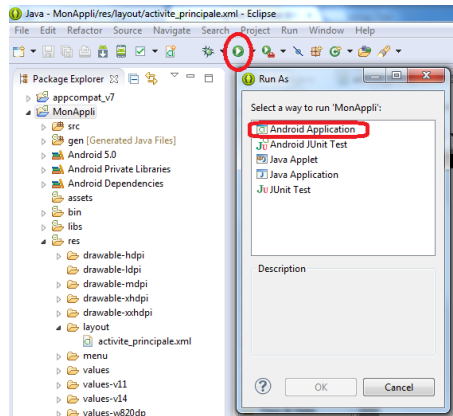 Java - MonAppli/res/layout/activite_principale.xml - Eclipse
File Edit Refactor Source Navigate Search Project Run Window Help
Package Explorer
appcompat_v7
MonAppli
src
gen [Generated Java Files]
Android 5.0
Android Private Libraries
Android Dependencies
assets
bin
libs
res
drawable-hdpi
drawable-ldpi
drawable-mdpi
drawable-xhdpi
drawable-xxhdpi
layout
activite_principale.xml
menu
values
values-v11
values-v14
values-w820dp
Run As
Select a way to run 'MonAppli':
Android Application
Android JUnit Test
Java Applet
Java Application
JUnit Test
Description
OK Cancel